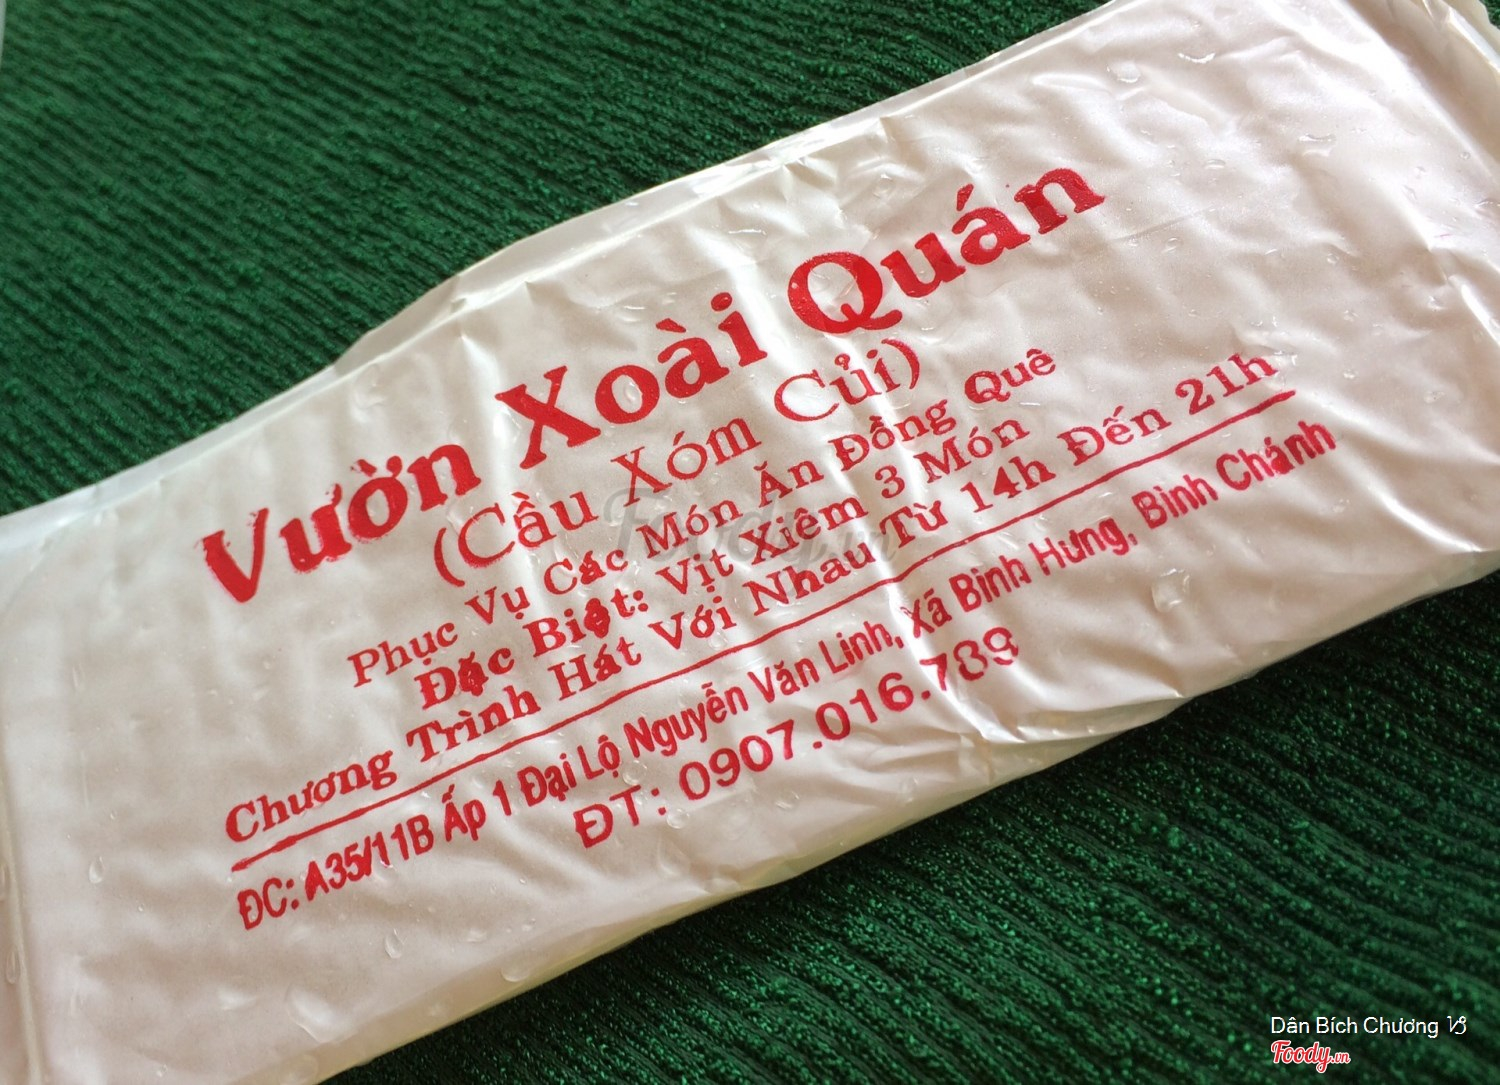 Vườn Xoài Quán
(Cầu Xóm Củi)
Phục Vụ Các Món Ăn Đồng Quê
Đặc Biệt: Vịt Xiêm 3 Món
Chương Trình Hát Với Nhau Từ 14h Đến 21h
ĐC: A35/11B Ấp 1 Đại Lộ Nguyễn Văn Linh, Xã Bình Hưng, Bình Chánh
ĐT: 0907.016.789
Foody.vn
Dân Bích Chương ♑
Foody.vn